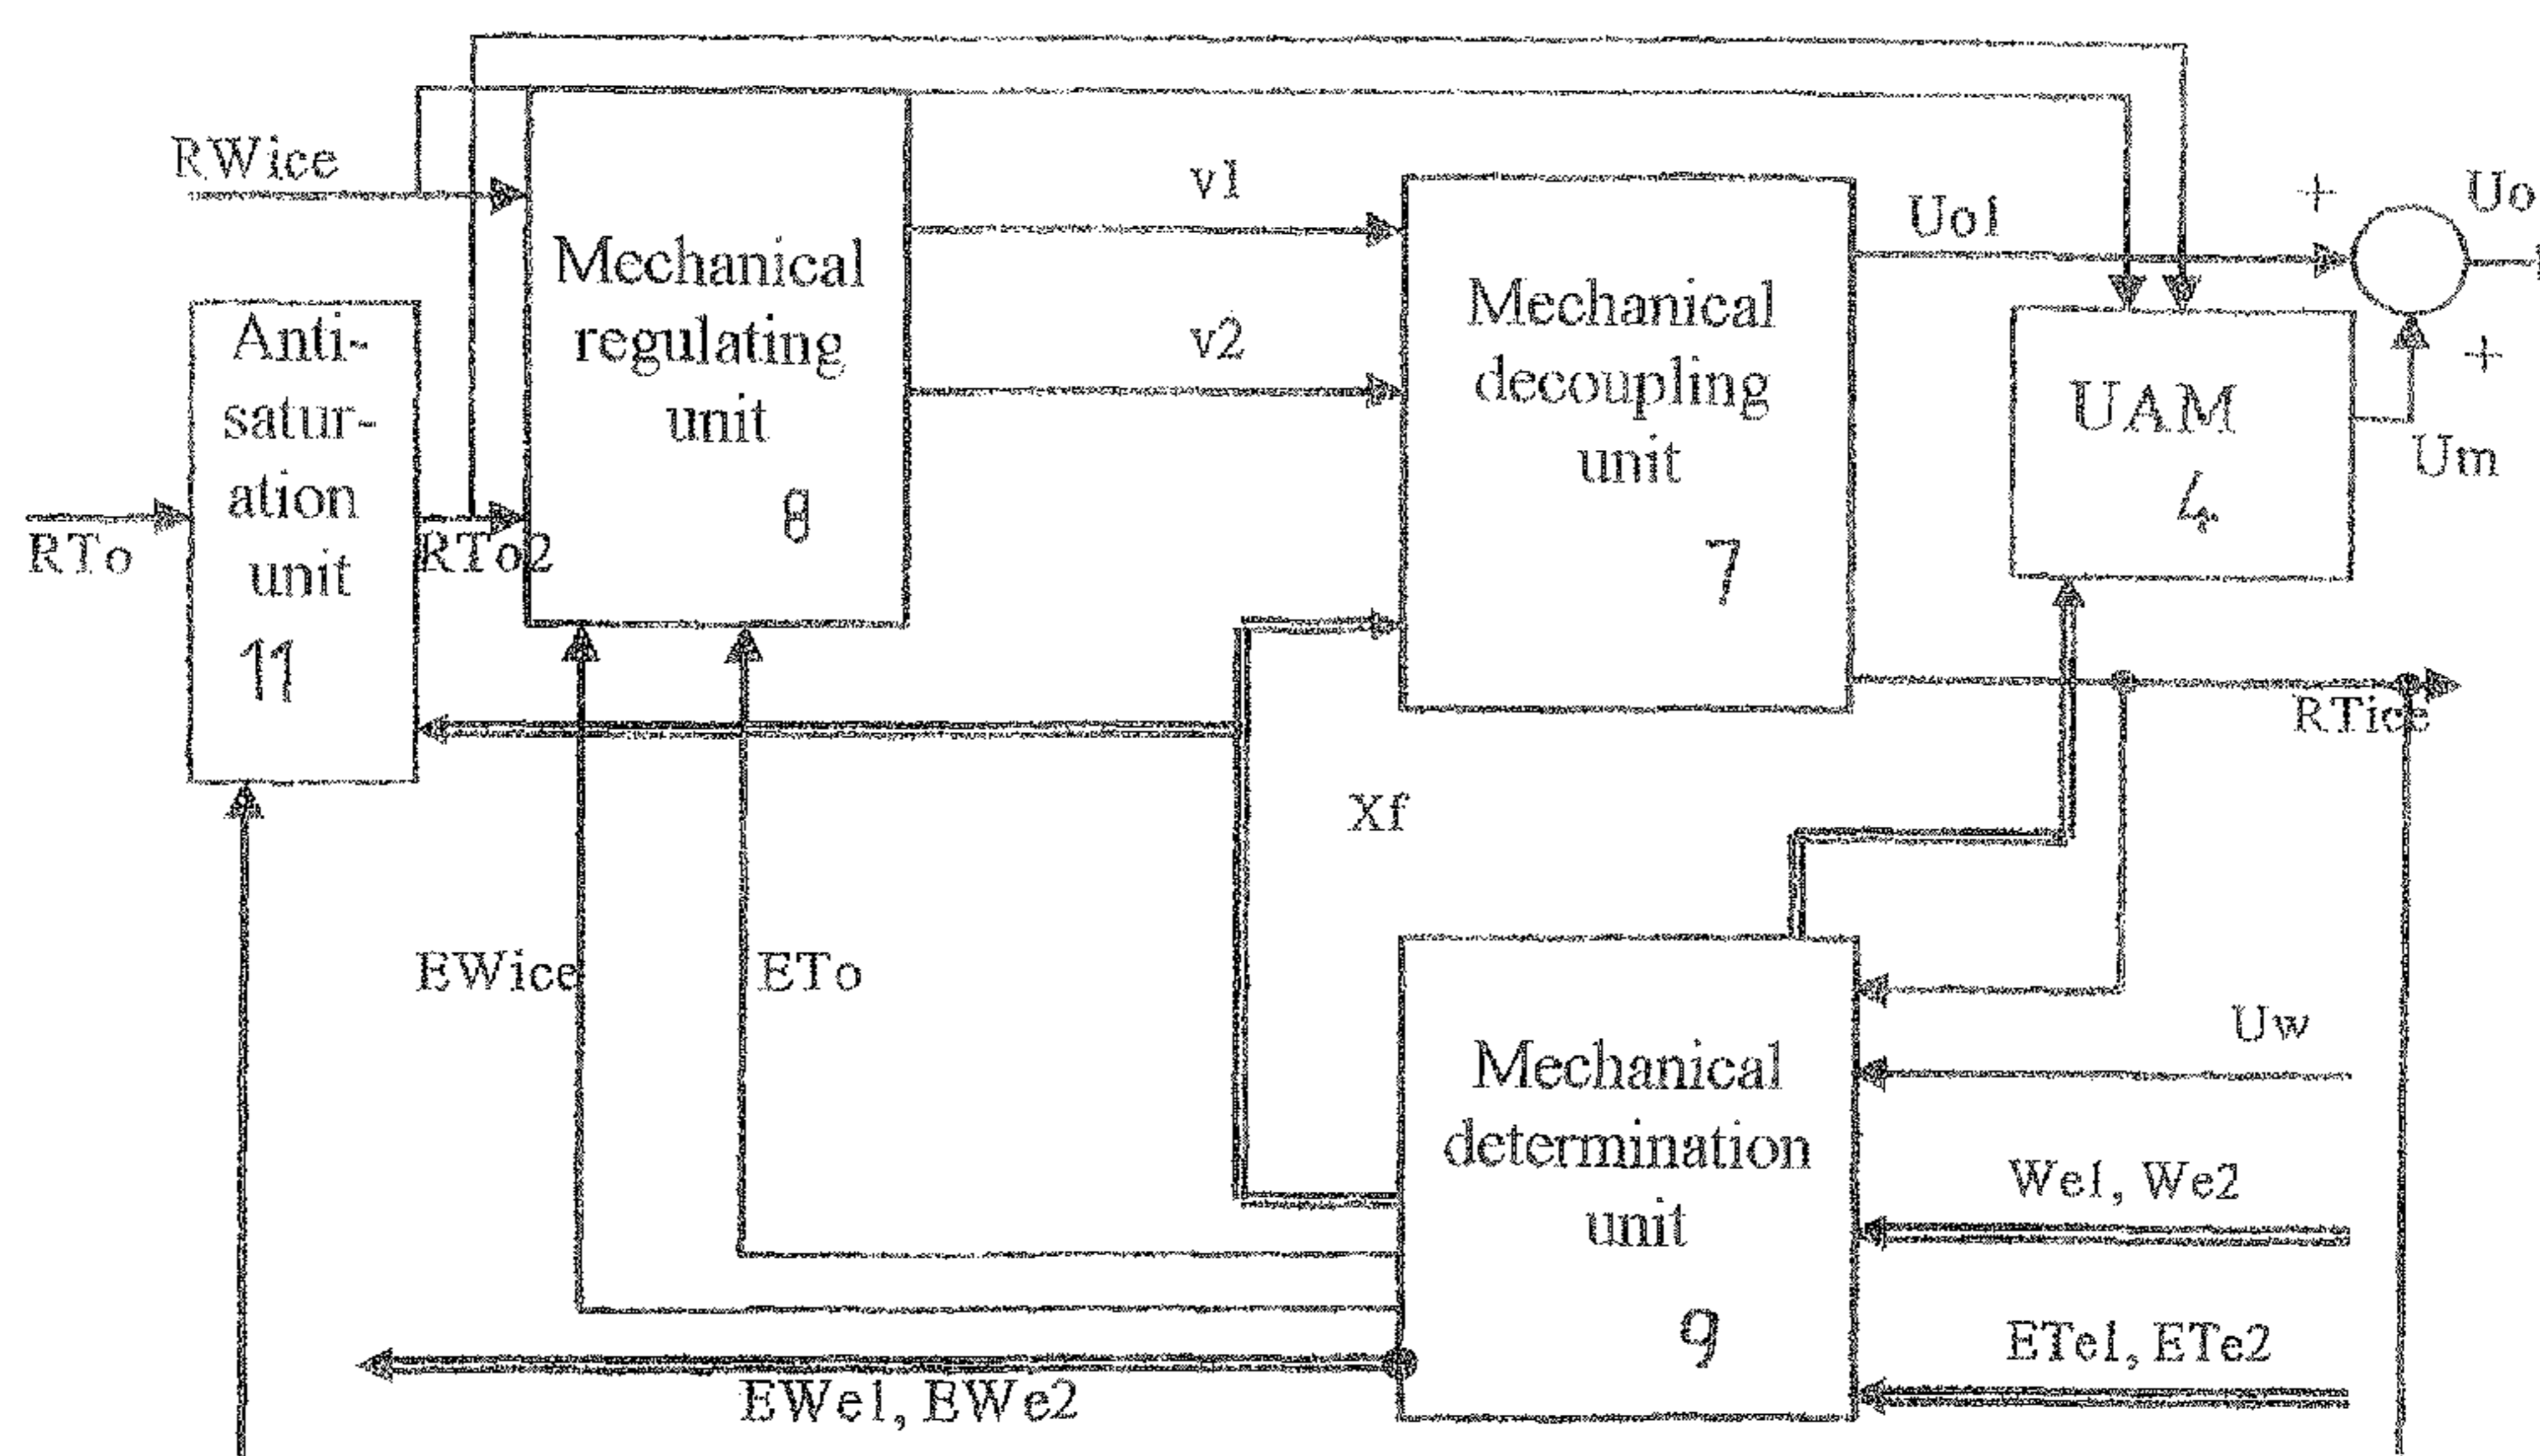 RWice
Mechanical
regulating
unit
8
v1
v2
Mechanical
decoupling
unit
7
Uo1
+
Uo
UAM
4
+
Um
Anti-
satur-
ation
unit
11
RTo
RTo2
RTice
Xf
EWice
ETo
Mechanical
determination
unit
9
Uw
We1, We2
ETe1, ETe2
EWe1, EWe2